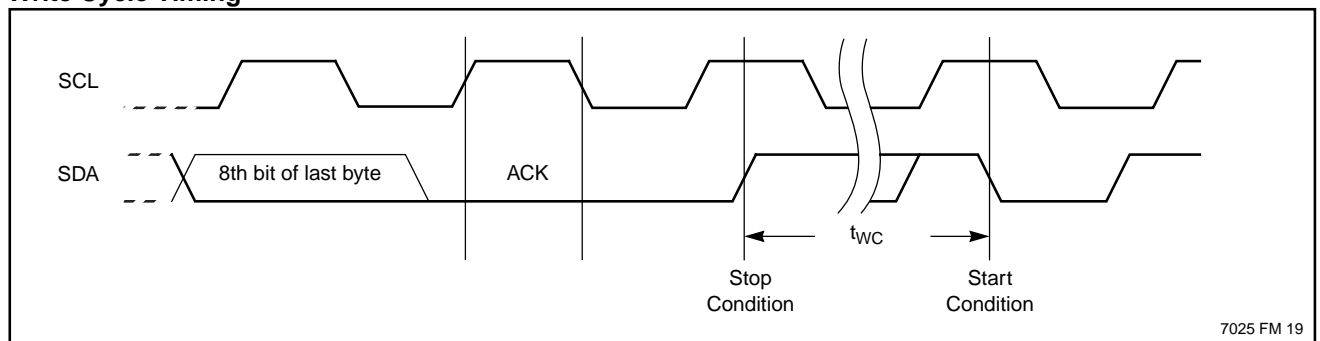 Write Cycle Timing
SCL
SDA
8th bit of last byte
ACK
tWC
Stop
Condition
Start
Condition
7025 FM 19